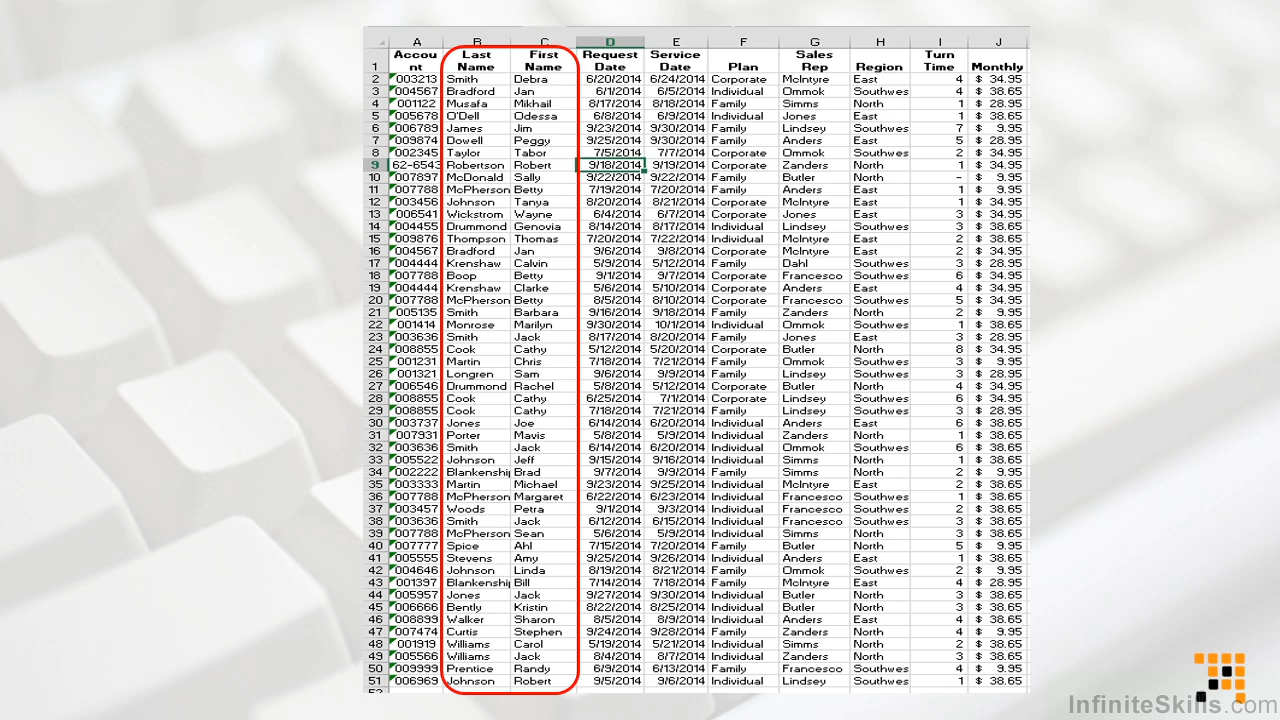 A B C D E F G H I J
Accou Last First Request Service Sales Turn
1 nt Name Name Date Date Plan Rep Region Time Monthly
2 003213 Smith Debra 6/20/2014 6/24/2014 Corporate McIntyre East 4 $ 34.95
3 004567 Bradford Jan 6/1/2014 6/5/2014 Individual Ommok Southwes 4 $ 38.65
4 001122 Musafa Mikhail 8/17/2014 8/18/2014 Family Simms North 1 $ 28.95
5 005678 O'Dell Odessa 6/8/2014 6/9/2014 Individual Jones East 1 $ 38.65
6 006789 James Jim 9/23/2014 9/30/2014 Family Lindsey Southwes 7 $ 9.95
7 009874 Dowell Peggy 9/25/2014 9/30/2014 Family Anders East 5 $ 28.95
8 002345 Taylor Tabor 7/5/2014 7/7/2014 Corporate Ommok Southwes 2 $ 34.95
9 62-6543 Robertson Robert 9/18/2014 9/19/2014 Corporate Zanders North 1 $ 34.95
10 007897 McDonald Sally 9/22/2014 9/22/2014 Family Butler North - $ 9.95
11 007788 McPherson Betty 7/19/2014 7/20/2014 Family Anders East 1 $ 9.95
12 003456 Johnson Tanya 8/20/2014 8/21/2014 Corporate McIntyre East 1 $ 34.95
13 006541 Wickstrom Wayne 6/4/2014 6/7/2014 Corporate Jones East 3 $ 34.95
14 004455 Drummond Genovia 8/14/2014 8/17/2014 Individual Lindsey Southwes 3 $ 38.65
15 009876 Thompson Thomas 7/20/2014 7/22/2014 Individual McIntyre East 2 $ 38.65
16 004567 Bradford Jan 9/6/2014 9/8/2014 Corporate McIntyre East 2 $ 34.95
17 004444 Krenshaw Calvin 5/9/2014 5/12/2014 Family Dahl Southwes 3 $ 28.95
18 007788 Boop Betty 9/1/2014 9/7/2014 Corporate Francesco Southwes 6 $ 34.95
19 004444 Krenshaw Clarke 5/6/2014 5/10/2014 Corporate Anders East 4 $ 34.95
20 007788 McPherson Betty 8/5/2014 8/10/2014 Corporate Francesco Southwes 5 $ 34.95
21 005135 Smith Barbara 9/16/2014 9/18/2014 Family Zanders North 2 $ 9.95
22 001414 Monrose Marilyn 9/30/2014 10/1/2014 Individual Ommok Southwes 1 $ 38.65
23 003636 Smith Jack 8/17/2014 8/20/2014 Family Jones East 3 $ 28.95
24 008855 Cook Cathy 5/12/2014 5/20/2014 Corporate Butler North 8 $ 34.95
25 001231 Martin Chris 7/18/2014 7/21/2014 Family Ommok Southwes 3 $ 9.95
26 001321 Longren Sam 9/6/2014 9/9/2014 Family Lindsey Southwes 3 $ 28.95
27 006546 Drummond Rachel 5/8/2014 5/12/2014 Corporate Butler North 4 $ 34.95
28 008855 Cook Cathy 6/25/2014 7/1/2014 Corporate Lindsey Southwes 6 $ 34.95
29 008855 Cook Cathy 7/18/2014 7/21/2014 Family Lindsey Southwes 3 $ 28.95
30 003737 Jones Joe 6/14/2014 6/20/2014 Individual Anders East 6 $ 38.65
31 007931 Porter Mavis 5/8/2014 5/9/2014 Individual Zanders North 1 $ 38.65
32 003636 Smith Jack 6/14/2014 6/20/2014 Individual Ommok Southwes 6 $ 38.65
33 005522 Johnson Jeff 9/15/2014 9/16/2014 Individual Simms North 1 $ 38.65
34 002222 Blankenshi Brad 9/7/2014 9/9/2014 Family Simms North 2 $ 9.95
35 003333 Martin Michael 9/23/2014 9/25/2014 Individual McIntyre East 2 $ 38.65
36 007788 McPherson Margaret 6/22/2014 6/23/2014 Individual Francesco Southwes 1 $ 38.65
37 003457 Woods Petra 9/1/2014 9/3/2014 Individual Francesco Southwes 2 $ 38.65
38 003636 Smith Jack 6/12/2014 6/15/2014 Individual Francesco Southwes 3 $ 38.65
39 007788 McPherson Sean 5/6/2014 5/9/2014 Individual Simms North 3 $ 38.65
40 007777 Spice Ahl 7/15/2014 7/20/2014 Family Butler North 5 $ 9.95
41 005555 Stevens Amy 9/25/2014 9/26/2014 Individual Anders East 1 $ 38.65
42 004646 Johnson Linda 8/19/2014 8/21/2014 Family Ommok Southwes 2 $ 9.95
43 001397 Blankenshi Bill 7/14/2014 7/18/2014 Family McIntyre East 4 $ 28.95
44 005957 Jones Jack 9/27/2014 9/30/2014 Individual Butler North 3 $ 38.65
45 006666 Bently Kristin 8/22/2014 8/25/2014 Individual Butler North 3 $ 38.65
46 008899 Walker Sharon 8/5/2014 8/9/2014 Individual Anders East 4 $ 38.65
47 007474 Curtis Stephen 9/24/2014 9/28/2014 Family Zanders North 4 $ 9.95
48 001919 Williams Carol 5/19/2014 5/21/2014 Individual Simms North 2 $ 38.65
49 005566 Williams Jack 8/4/2014 8/7/2014 Individual Zanders North 3 $ 38.65
50 009999 Prentice Randy 6/9/2014 6/13/2014 Family Francesco Southwes 4 $ 9.95
51 006969 Johnson Robert 9/5/2014 9/6/2014 Individual Lindsey Southwes 1 $ 38.65
InfiniteSkills.com